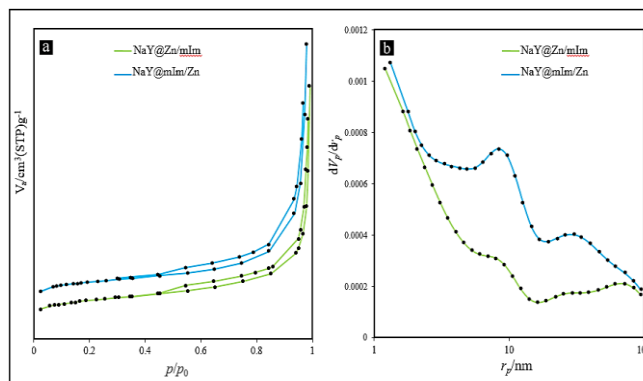 a
NaY@Zn/mIm
NaY@mIm/Zn
Va/cm³(STP)g-1
0
0.2
0.4
0.6
0.8
1
p/p0
b
NaY@Zn/mIm
NaY@mIm/Zn
0.0012
0.001
0.0008
0.0006
0.0004
0.0002
0
dVp/drp
1
10
10
rp/nm